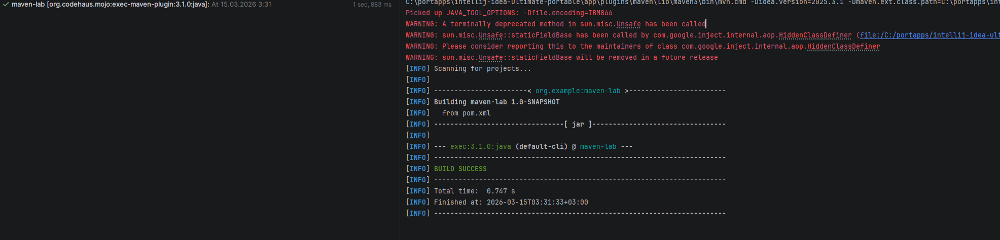 maven-lab [org.codehaus.mojo:exec-maven-plugin:3.1.0:java]: At 15.03.2026 3:31 1 sec, 883 ms
C:\portapps\intellij-idea-ultimate-portable\app\plugins\maven\lib\maven3\bin\mvn.cmd -Didea.version=2025.3.1 -Dmaven.ext.class.path=C:\portapps\int
Picked up JAVA_TOOL_OPTIONS: -Dfile.encoding=IBM866
WARNING: A terminally deprecated method in sun.misc.Unsafe has been called
WARNING: sun.misc.Unsafe::staticFieldBase has been called by com.google.inject.internal.aop.HiddenClassDefiner (file:/C:/portapps/intellij-idea-ult
WARNING: Please consider reporting this to the maintainers of class com.google.inject.internal.aop.HiddenClassDefiner
WARNING: sun.misc.Unsafe::staticFieldBase will be removed in a future release
[INFO] Scanning for projects...
[INFO]
[INFO] -----------------------< org.example:maven-lab >------------------------
[INFO] Building maven-lab 1.0-SNAPSHOT
[INFO]   from pom.xml
[INFO] --------------------------------[ jar ]---------------------------------
[INFO]
[INFO] --- exec:3.1.0:java (default-cli) @ maven-lab ---
[INFO] ------------------------------------------------------------------------
[INFO] BUILD SUCCESS
[INFO] ------------------------------------------------------------------------
[INFO] Total time:  0.747 s
[INFO] Finished at: 2026-03-15T03:31:33+03:00
[INFO] ------------------------------------------------------------------------